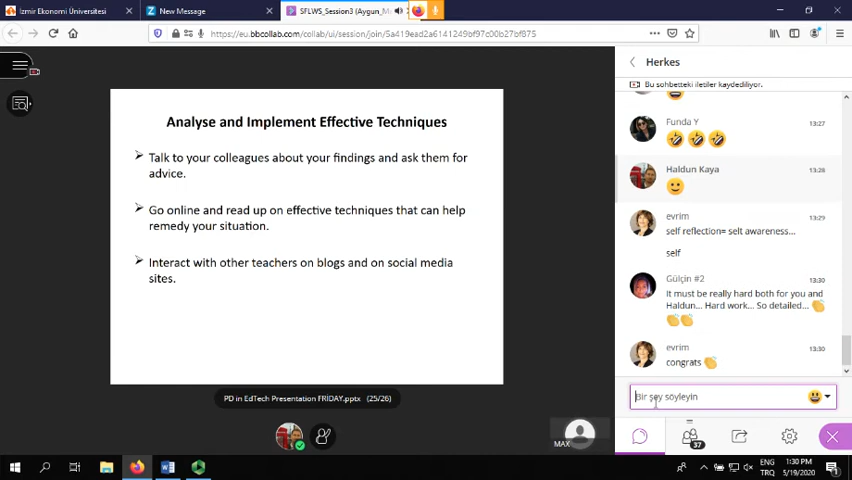 İzmir Ekonomi Üniversitesi
New Message
SFLWS_Session3 (Aygun_M
https://eu.bbcollab.com/collab/ui/session/join/5a419ead2a6141249bf97c00b27bf875
Analyse and Implement Effective Techniques
Talk to your colleagues about your findings and ask them for
advice.
Go online and read up on effective techniques that can help
remedy your situation.
Interact with other teachers on blogs and on social media
sites.
PD in EdTech Presentation FRİDAY.pptx (25/26)
MAX
Herkes
Bu sohbetteki iletiler kaydediliyor.
Funda Y 13:27
Haldun Kaya 13:28
evrim 13:29
self reflection= selt awareness...
self
Gülçin #2 13:30
It must be really hard both for you and
Haldun... Hard work... So detailed...
evrim 13:30
congrats
Bir şey söyleyin
37
ENG 1:30 PM
TRQ 5/19/2020